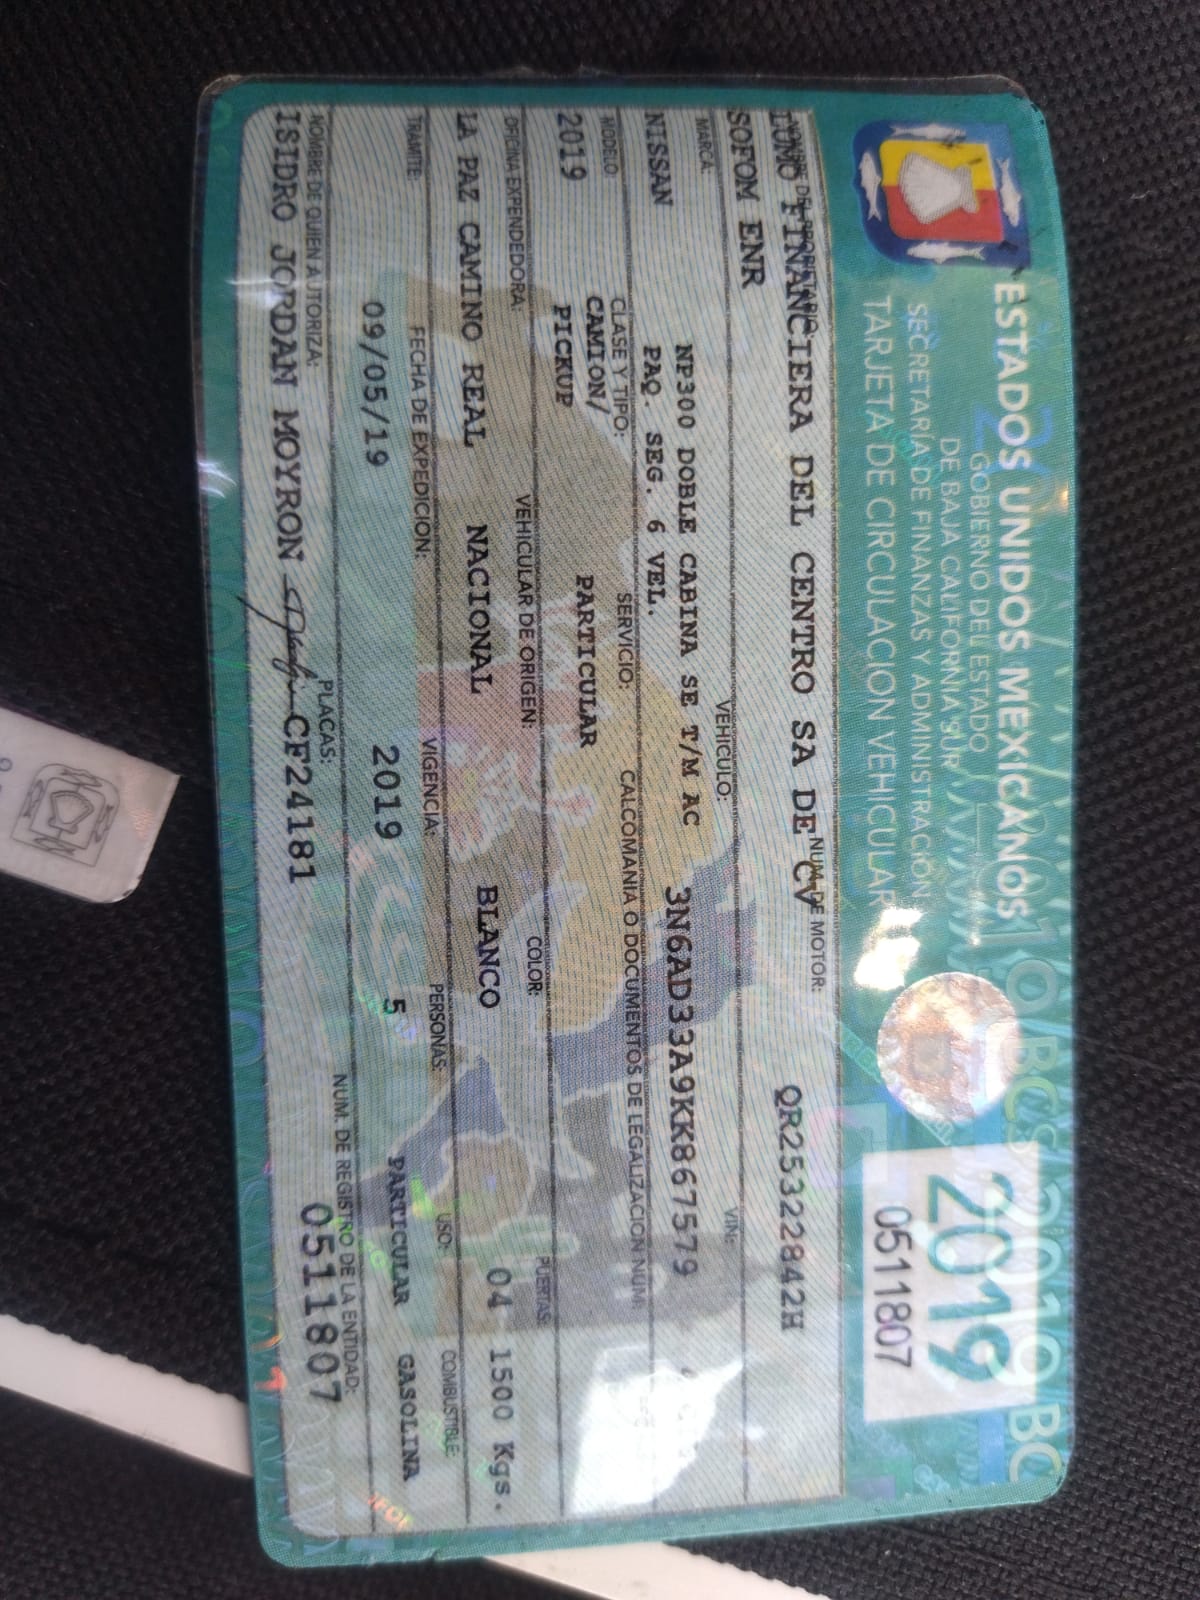 ESTADOS UNIDOS MEXICANOS
GOBIERNO DEL ESTADO
DE BAJA CALIFORNIA SUR
SECRETARÍA DE FINANZAS Y ADMINISTRACIÓN
TARJETA DE CIRCULACION VEHICULAR
2019 BC
2019
0511807
NOMBRE DEL PROPIETARIO: NUM. DE MOTOR:
TOMO FINANCIERA DEL CENTRO SA DE CV QR25322842H
SOFOM ENR
MARCA: VEHICULO: VIN:
NISSAN NP300 DOBLE CABINA SE T/M AC 3N6AD33A9KK867579
PAQ. SEG. 6 VEL.
MODELO: CLASE Y TIPO: SERVICIO: CALCOMANIA O DOCUMENTOS DE LEGALIZACION NUM:
2019 CAMION/ PARTICULAR
PICKUP
OFICINA EXPENDEDORA: VEHICULAR DE ORIGEN: COLOR: PUERTAS:
LA PAZ CAMINO REAL NACIONAL BLANCO 04 1500 Kgs.
TRAMITE: FECHA DE EXPEDICION: VIGENCIA: PERSONAS: USO: COMBUSTIBLE:
09/05/19 2019 5 PARTICULAR GASOLINA
NOMBRE DE QUIEN AUTORIZA: PLACAS: NUM. DE REGISTRO DE LA ENTIDAD:
ISIDRO JORDAN MOYRON CF24181 0511807